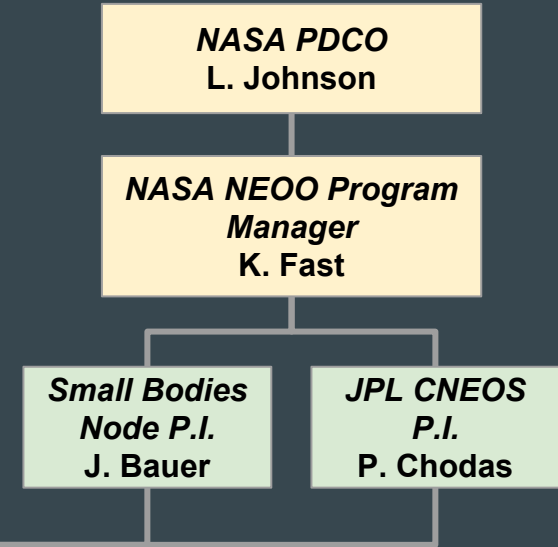 NASA PDCO
L. Johnson
NASA NEOO Program
Manager
K. Fast
Small Bodies
Node P.I.
J. Bauer
JPL CNEOS
P.I.
P. Chodas